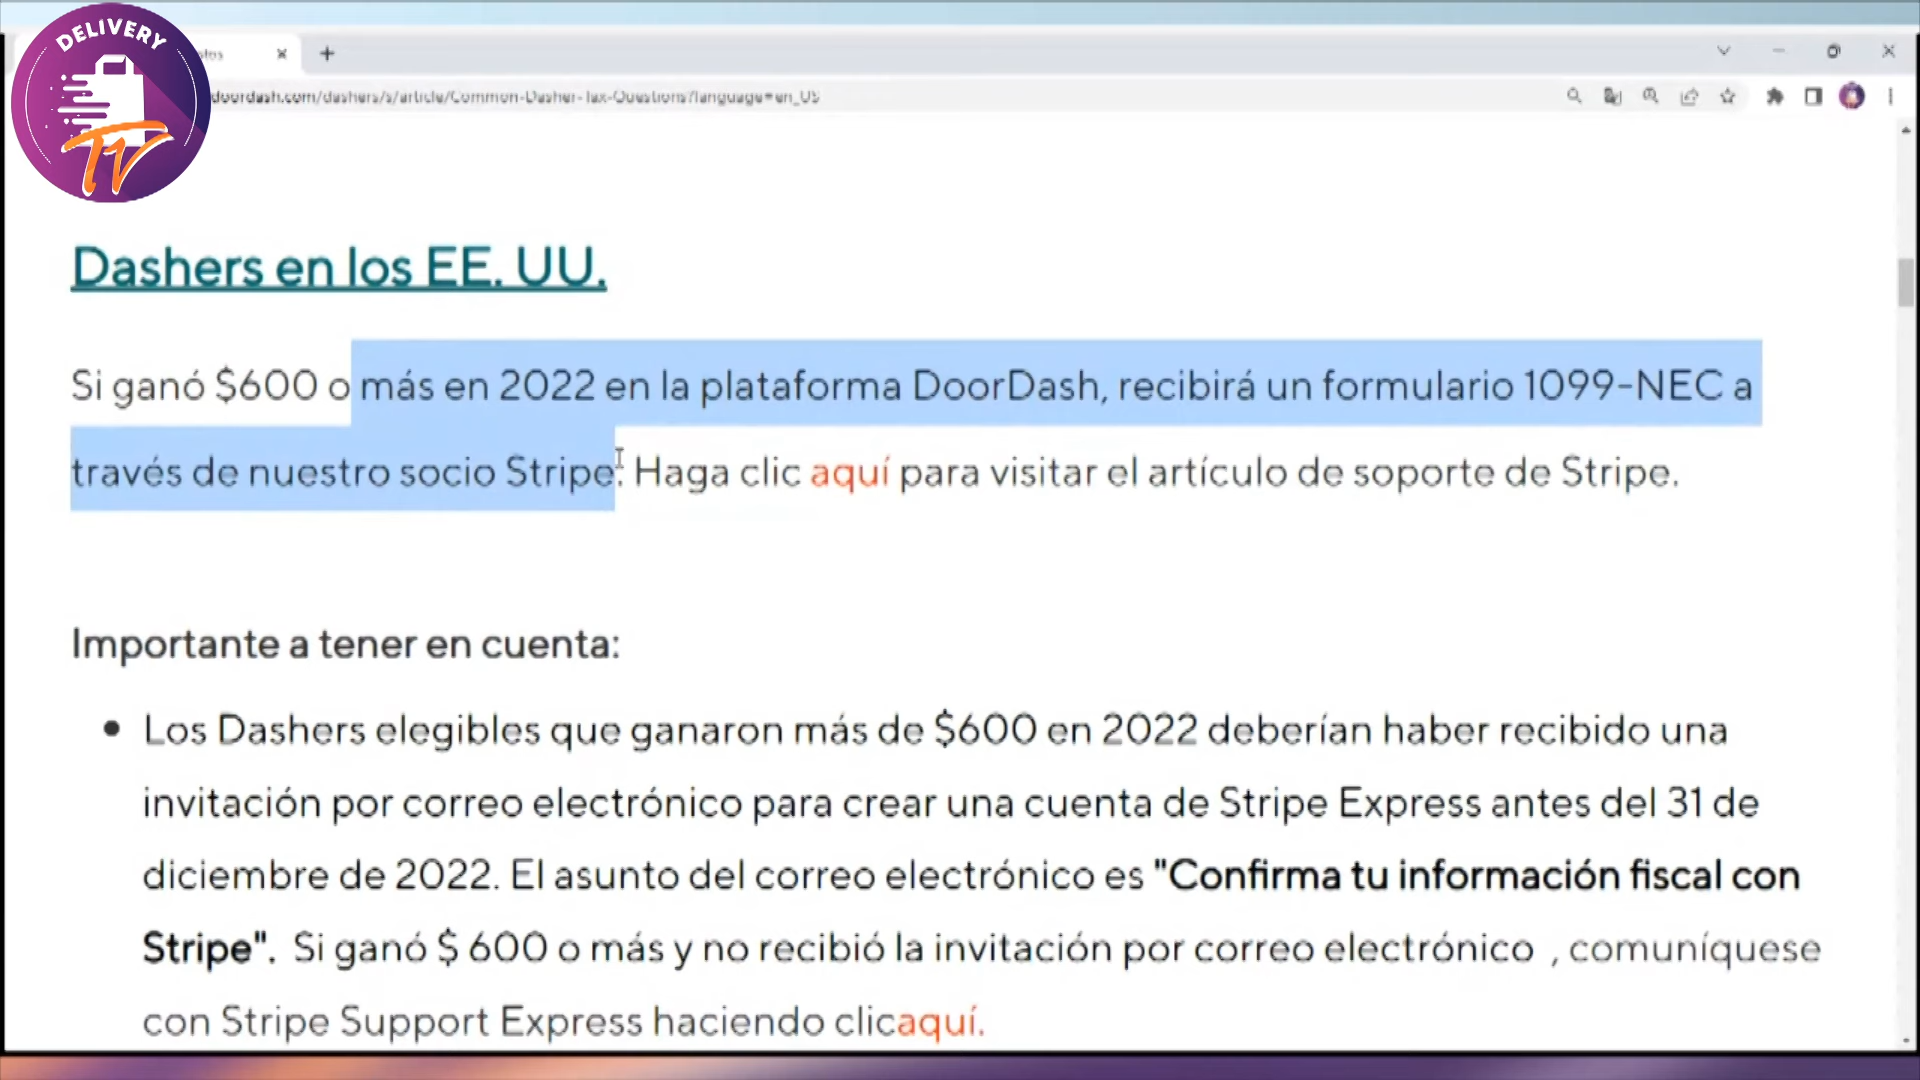 DELIVERY
TV
doordash.com/dashers/s/article/Common-Dasher-Tax-Questions?language=en_US
Dashers en los EE. UU.
Si ganó $600 o más en 2022 en la plataforma DoorDash, recibirá un formulario 1099-NEC a
través de nuestro socio Stripe. Haga clic aquí para visitar el artículo de soporte de Stripe.
Importante a tener en cuenta:
• Los Dashers elegibles que ganaron más de $600 en 2022 deberían haber recibido una
invitación por correo electrónico para crear una cuenta de Stripe Express antes del 31 de
diciembre de 2022. El asunto del correo electrónico es "Confirma tu información fiscal con
Stripe". Si ganó $ 600 o más y no recibió la invitación por correo electrónico , comuníquese
con Stripe Support Express haciendo clicaquí.